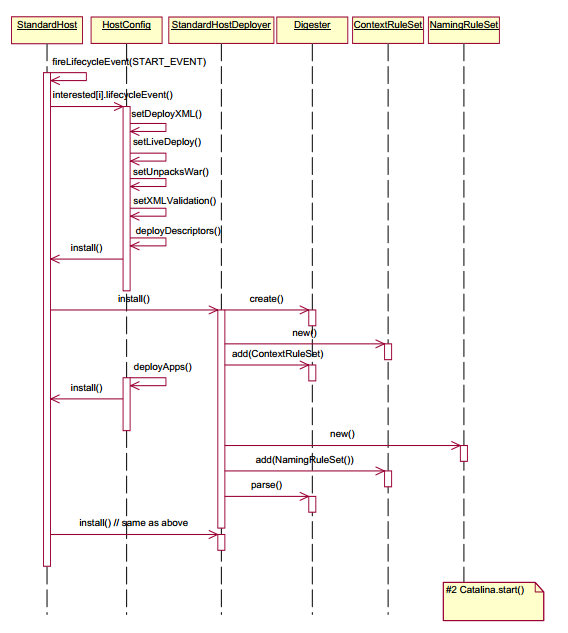 StandardHost HostConfig StandardHostDeployer Digester ContextRuleSet NamingRuleSet
fireLifecycleEvent(START_EVENT)
interested[i].lifecycleEvent()
setDeployXML()
setLiveDeploy()
setUnpacksWar()
setXMLValidation()
deployDescriptors()
install()
install() create()
new()
add(ContextRuleSet)
deployApps()
install()
new()
add(NamingRuleSet())
parse()
install() // same as above
#2 Catalina.start()